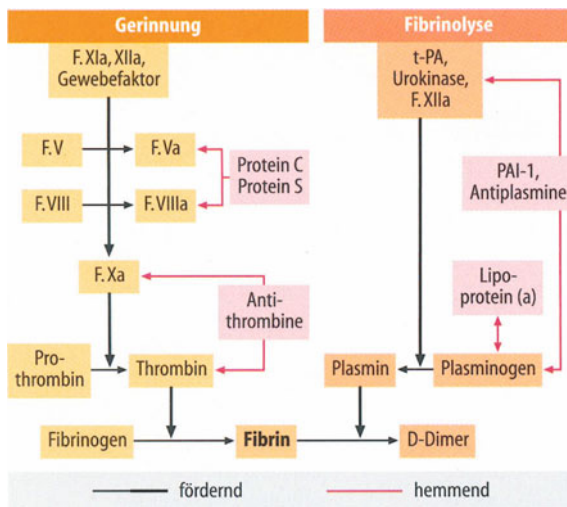 Gerinnung
F. XIa, XIIa,
Gewebefaktor
F. V
F. Va
F. VIII
F. VIIIa
Protein C
Protein S
F. Xa
Anti-
thrombine
Pro-
thrombin
Thrombin
Fibrinogen
Fibrin
Fibrinolyse
t-PA,
Urokinase,
F. XIIa
PAI-1,
Antiplasmine
Lipo-
protein (a)
Plasmin
Plasminogen
D-Dimer
fördernd
hemmend